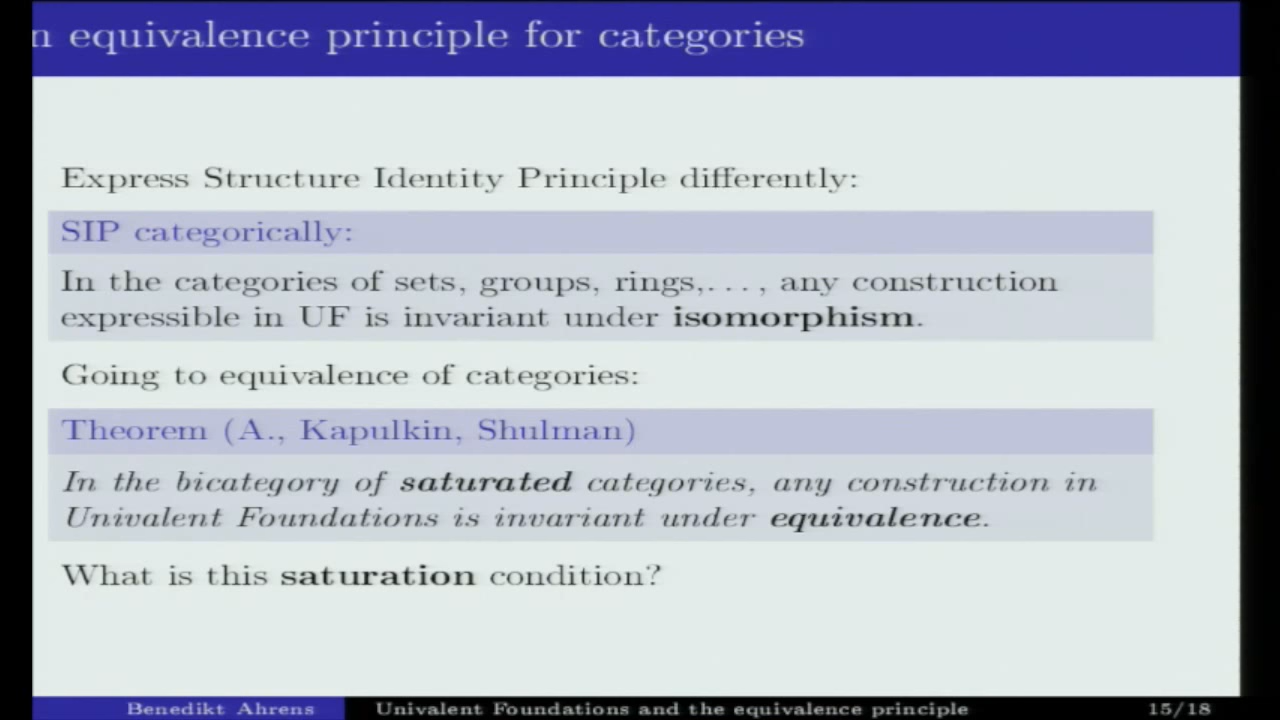 n equivalence principle for categories
Express Structure Identity Principle differently:
SIP categorically:
In the categories of sets, groups, rings,. . . , any construction
expressible in UF is invariant under isomorphism.
Going to equivalence of categories:
Theorem (A., Kapulkin, Shulman)
In the bicategory of saturated categories, any construction in
Univalent Foundations is invariant under equivalence.
What is this saturation condition?
Benedikt Ahrens Univalent Foundations and the equivalence principle 15/18